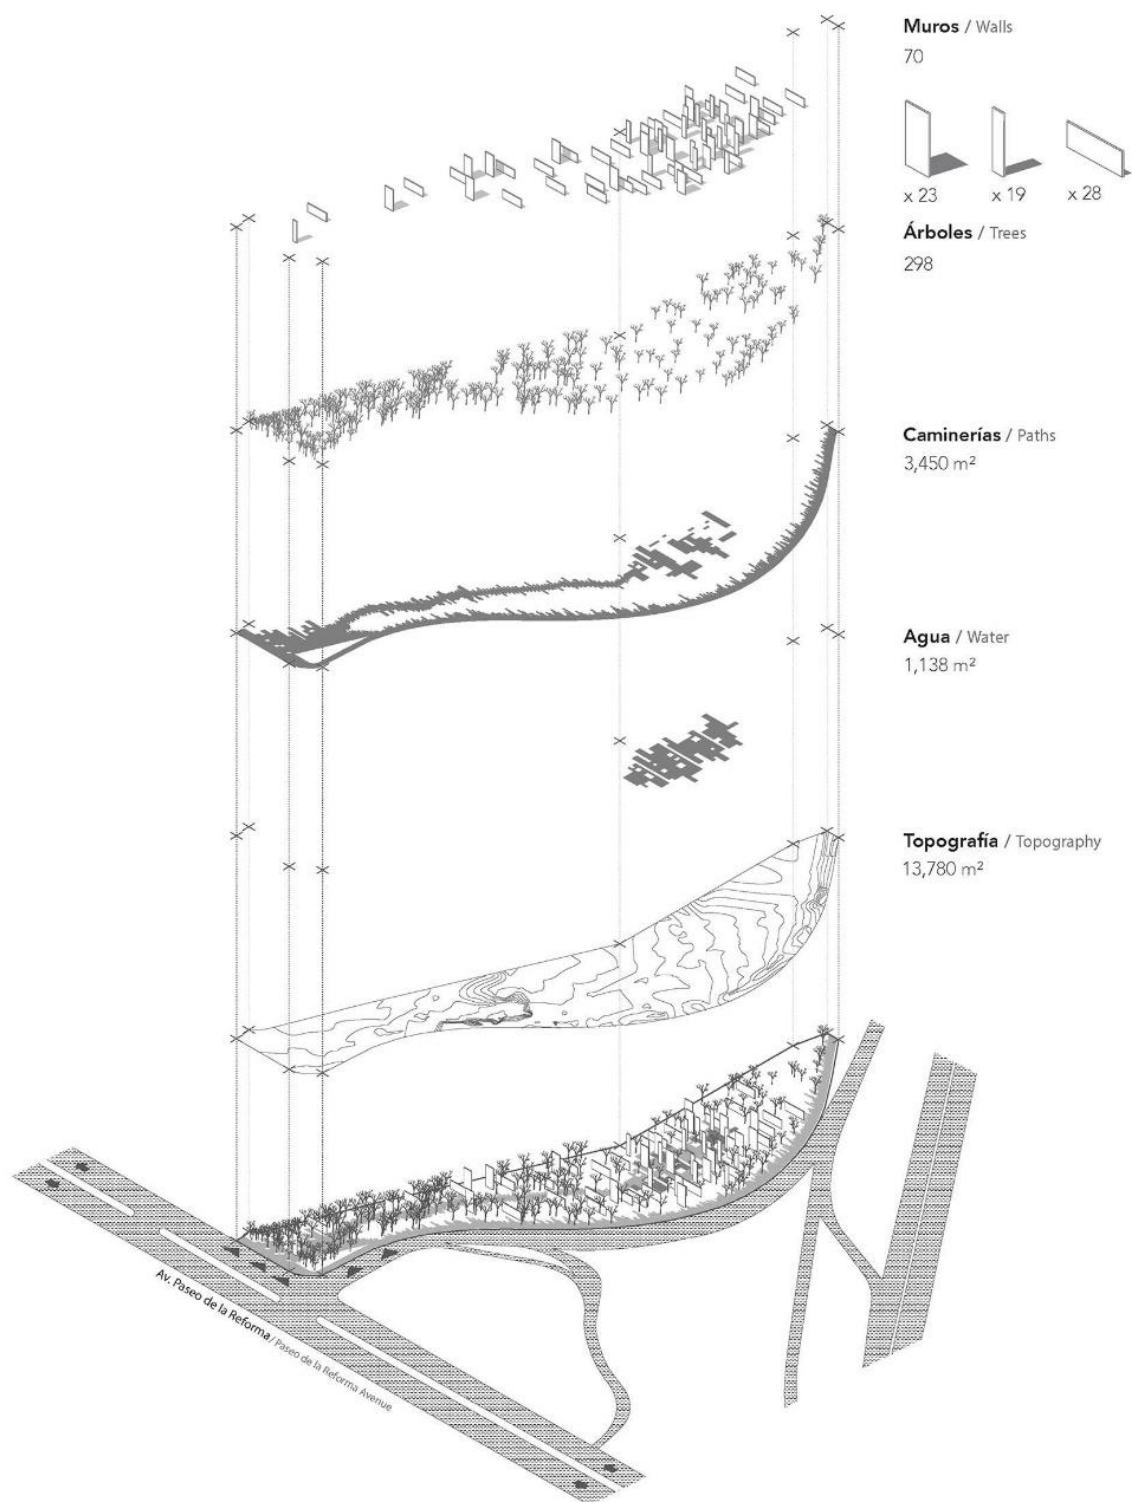 Muros / Walls
70
x 23
x 19
x 28
Árboles / Trees
298
Caminerías / Paths
3,450 m²
Agua / Water
1,138 m²
Topografía / Topography
13,780 m²
Av. Paseo de la Reforma / Paseo de la Reforma Avenue